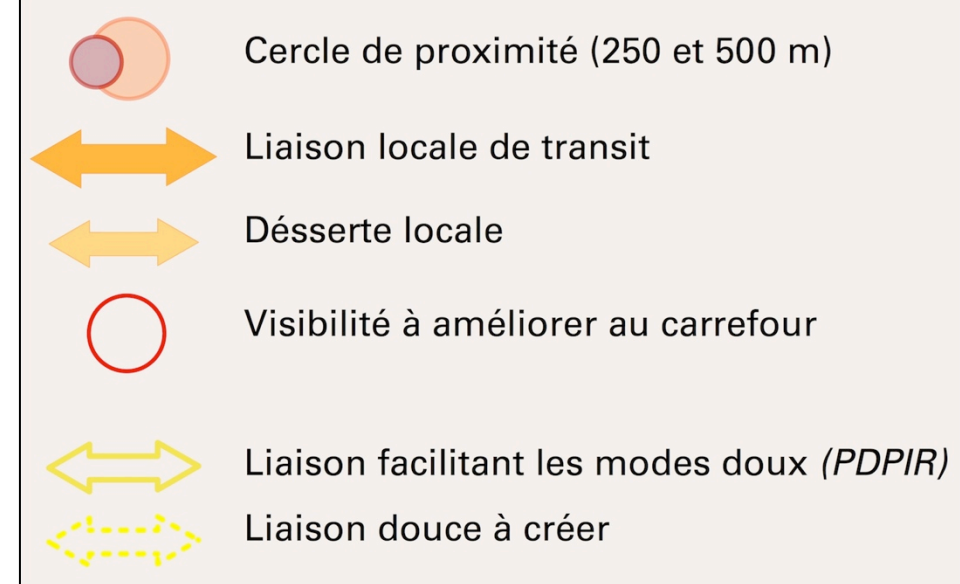 Cercle de proximité (250 et 500 m)
Liaison locale de transit
Désserte locale
Visibilité à améliorer au carrefour
Liaison facilitant les modes doux (PDPIR)
Liaison douce à créer